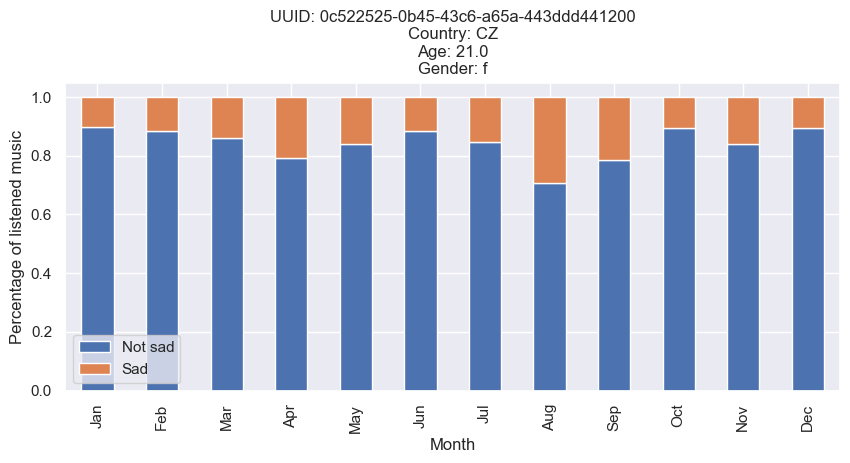 UUID: 0c522525-0b45-43c6-a65a-443ddd441200
Country: CZ
Age: 21.0
Gender: f
Percentage of listened music
1.0
0.8
0.6
0.4
0.2
0.0
Not sad
Sad
Jan
Feb
Mar
Apr
May
Jun
Jul
Aug
Sep
Oct
Nov
Dec
Month